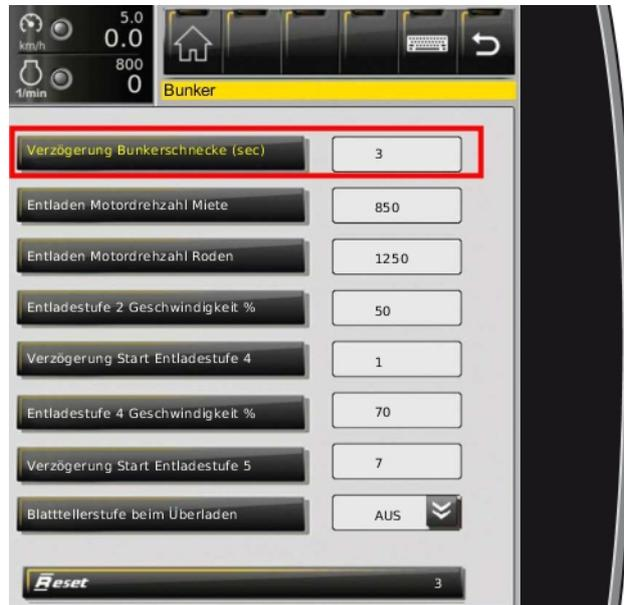 5.0
km/h 0.0
800
1/min 0
Bunker
Verzögerung Bunkerschnecke (sec) 3
Entladen Motordrehzahl Miete 850
Entladen Motordrehzahl Roden 1250
Entladestufe 2 Geschwindigkeit % 50
Verzögerung Start Entladestufe 4 1
Entladestufe 4 Geschwindigkeit % 70
Verzögerung Start Entladestufe 5 7
Blatttellerstufe beim Überladen AUS
Reset 3